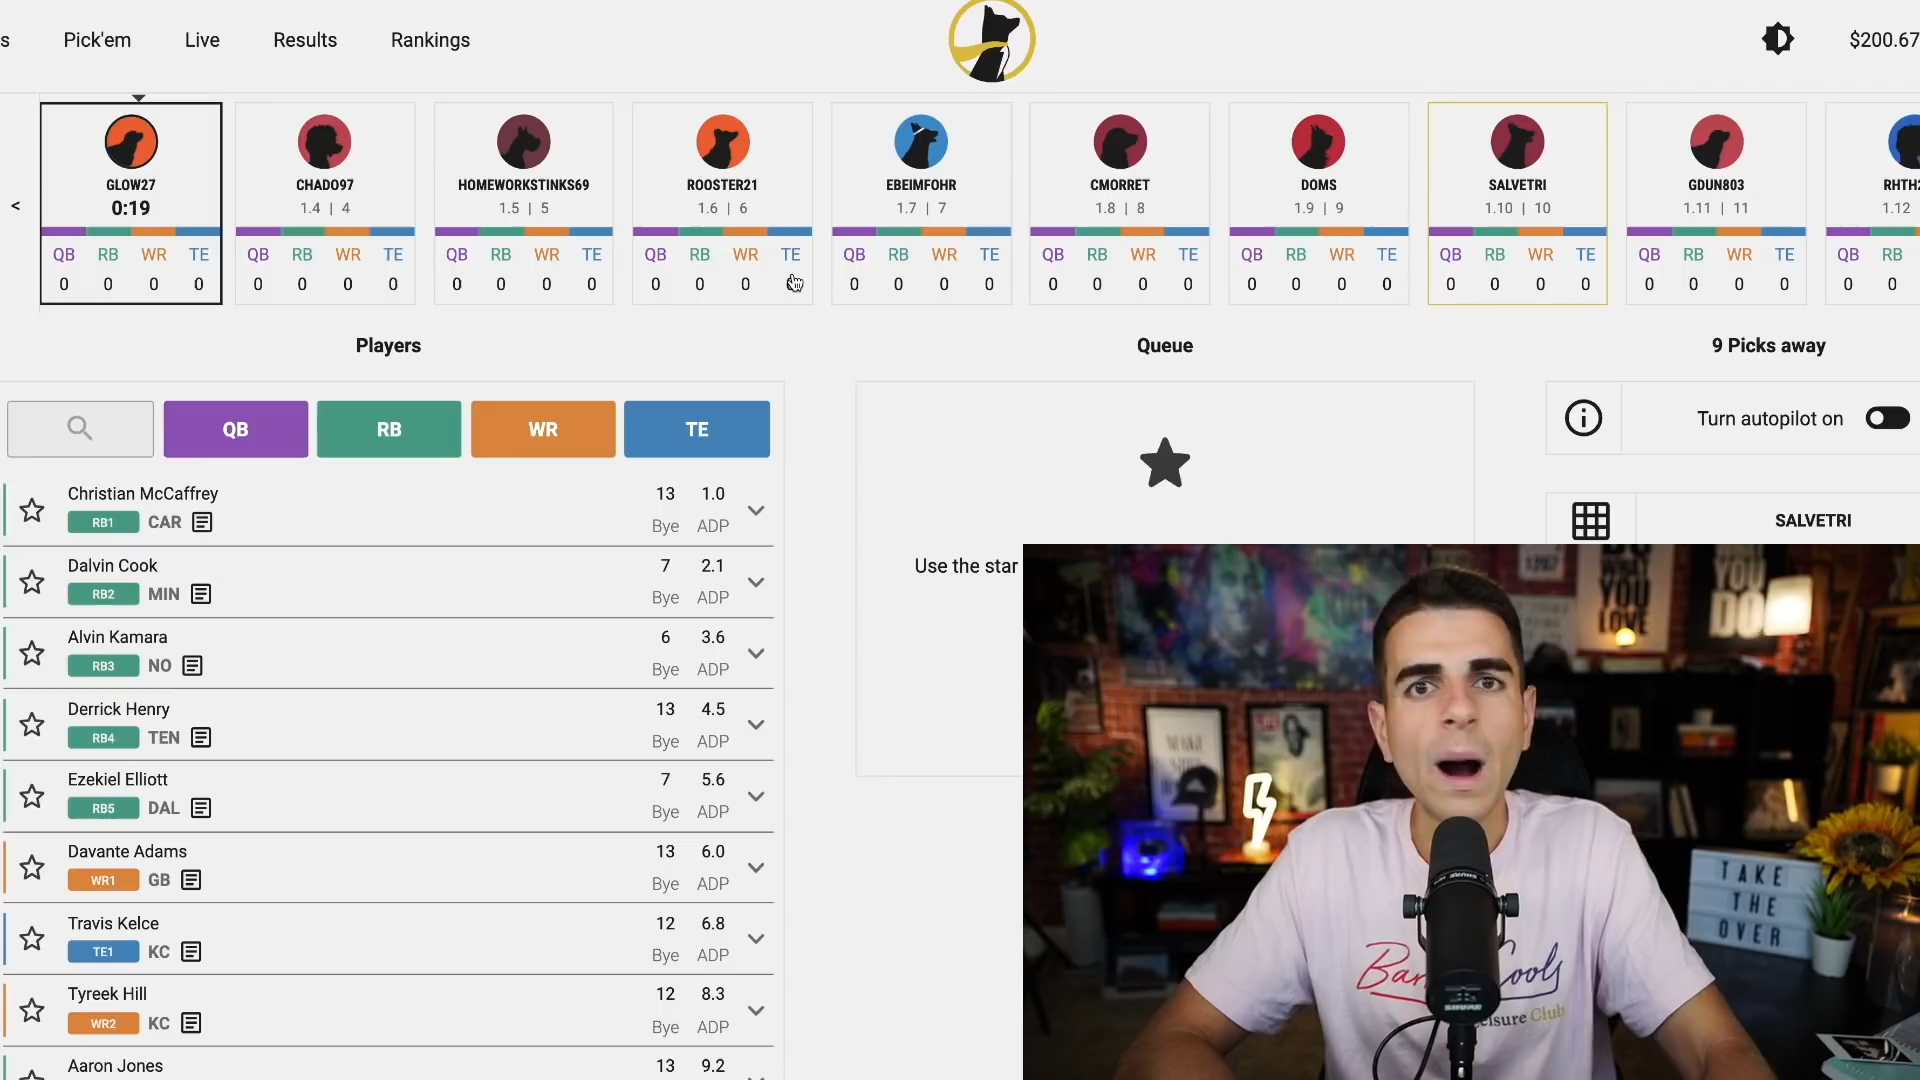 s Pick'em Live Results Rankings $200.67
GLOW27 CHADO97 HOMEWORKSTINKS69 ROOSTER21 EBEIMFOHR CMORRET DOMS SALVETRI GDUN803
0:19 1.4 | 4 1.5 | 5 1.6 | 6 1.7 | 7 1.8 | 8 1.9 | 9 1.10 | 10 1.11 | 11 1.12
<
QB RB WR TE QB RB WR TE QB RB WR TE QB RB WR TE QB RB WR TE QB RB WR TE QB RB WR TE QB RB WR TE QB RB WR TE QB RB
0 0 0 0 0 0 0 0 0 0 0 0 0 0 0 0 0 0 0 0 0 0 0 0 0 0 0 0 0 0 0 0 0 0 0 0 0 0
Players Queue 9 Picks away
QB RB WR TE
Turn autopilot on
SALVETRI
Use the star
Christian McCaffrey 13 1.0
RB1 CAR Bye ADP
Dalvin Cook 7 2.1
RB2 MIN Bye ADP
Alvin Kamara 6 3.6
RB3 NO Bye ADP
Derrick Henry 13 4.5
RB4 TEN Bye ADP
Ezekiel Elliott 7 5.6
RB5 DAL Bye ADP
Davante Adams 13 6.0
WR1 GB Bye ADP
Travis Kelce 12 6.8
TE1 KC Bye ADP
Tyreek Hill 12 8.3
WR2 KC Bye ADP
Aaron Jones 13 9.2
YOU
LOVE
YOU
DO
LIFE
TAKE
THE
OVER
SHURE
Club